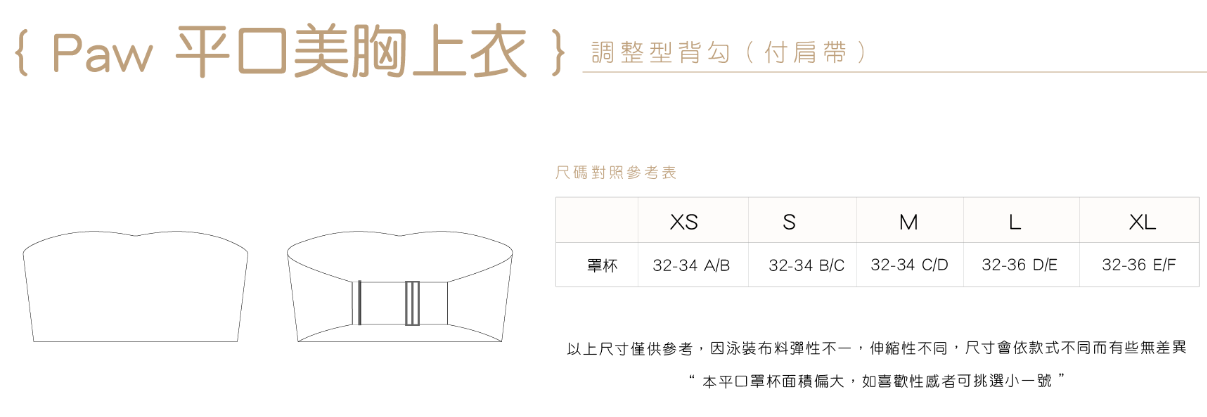 { Paw 平口美胸上衣 } 調整型背勾（付肩帶）
尺碼對照參考表
XS S M L XL
罩杯 32-34 A/B 32-34 B/C 32-34 C/D 32-36 D/E 32-36 E/F
以上尺寸僅供參考，因泳裝布料彈性不一，伸縮性不同，尺寸會依款式不同而有些無差異
“ 本平口罩杯面積偏大，如喜歡性感者可挑選小一號 ”